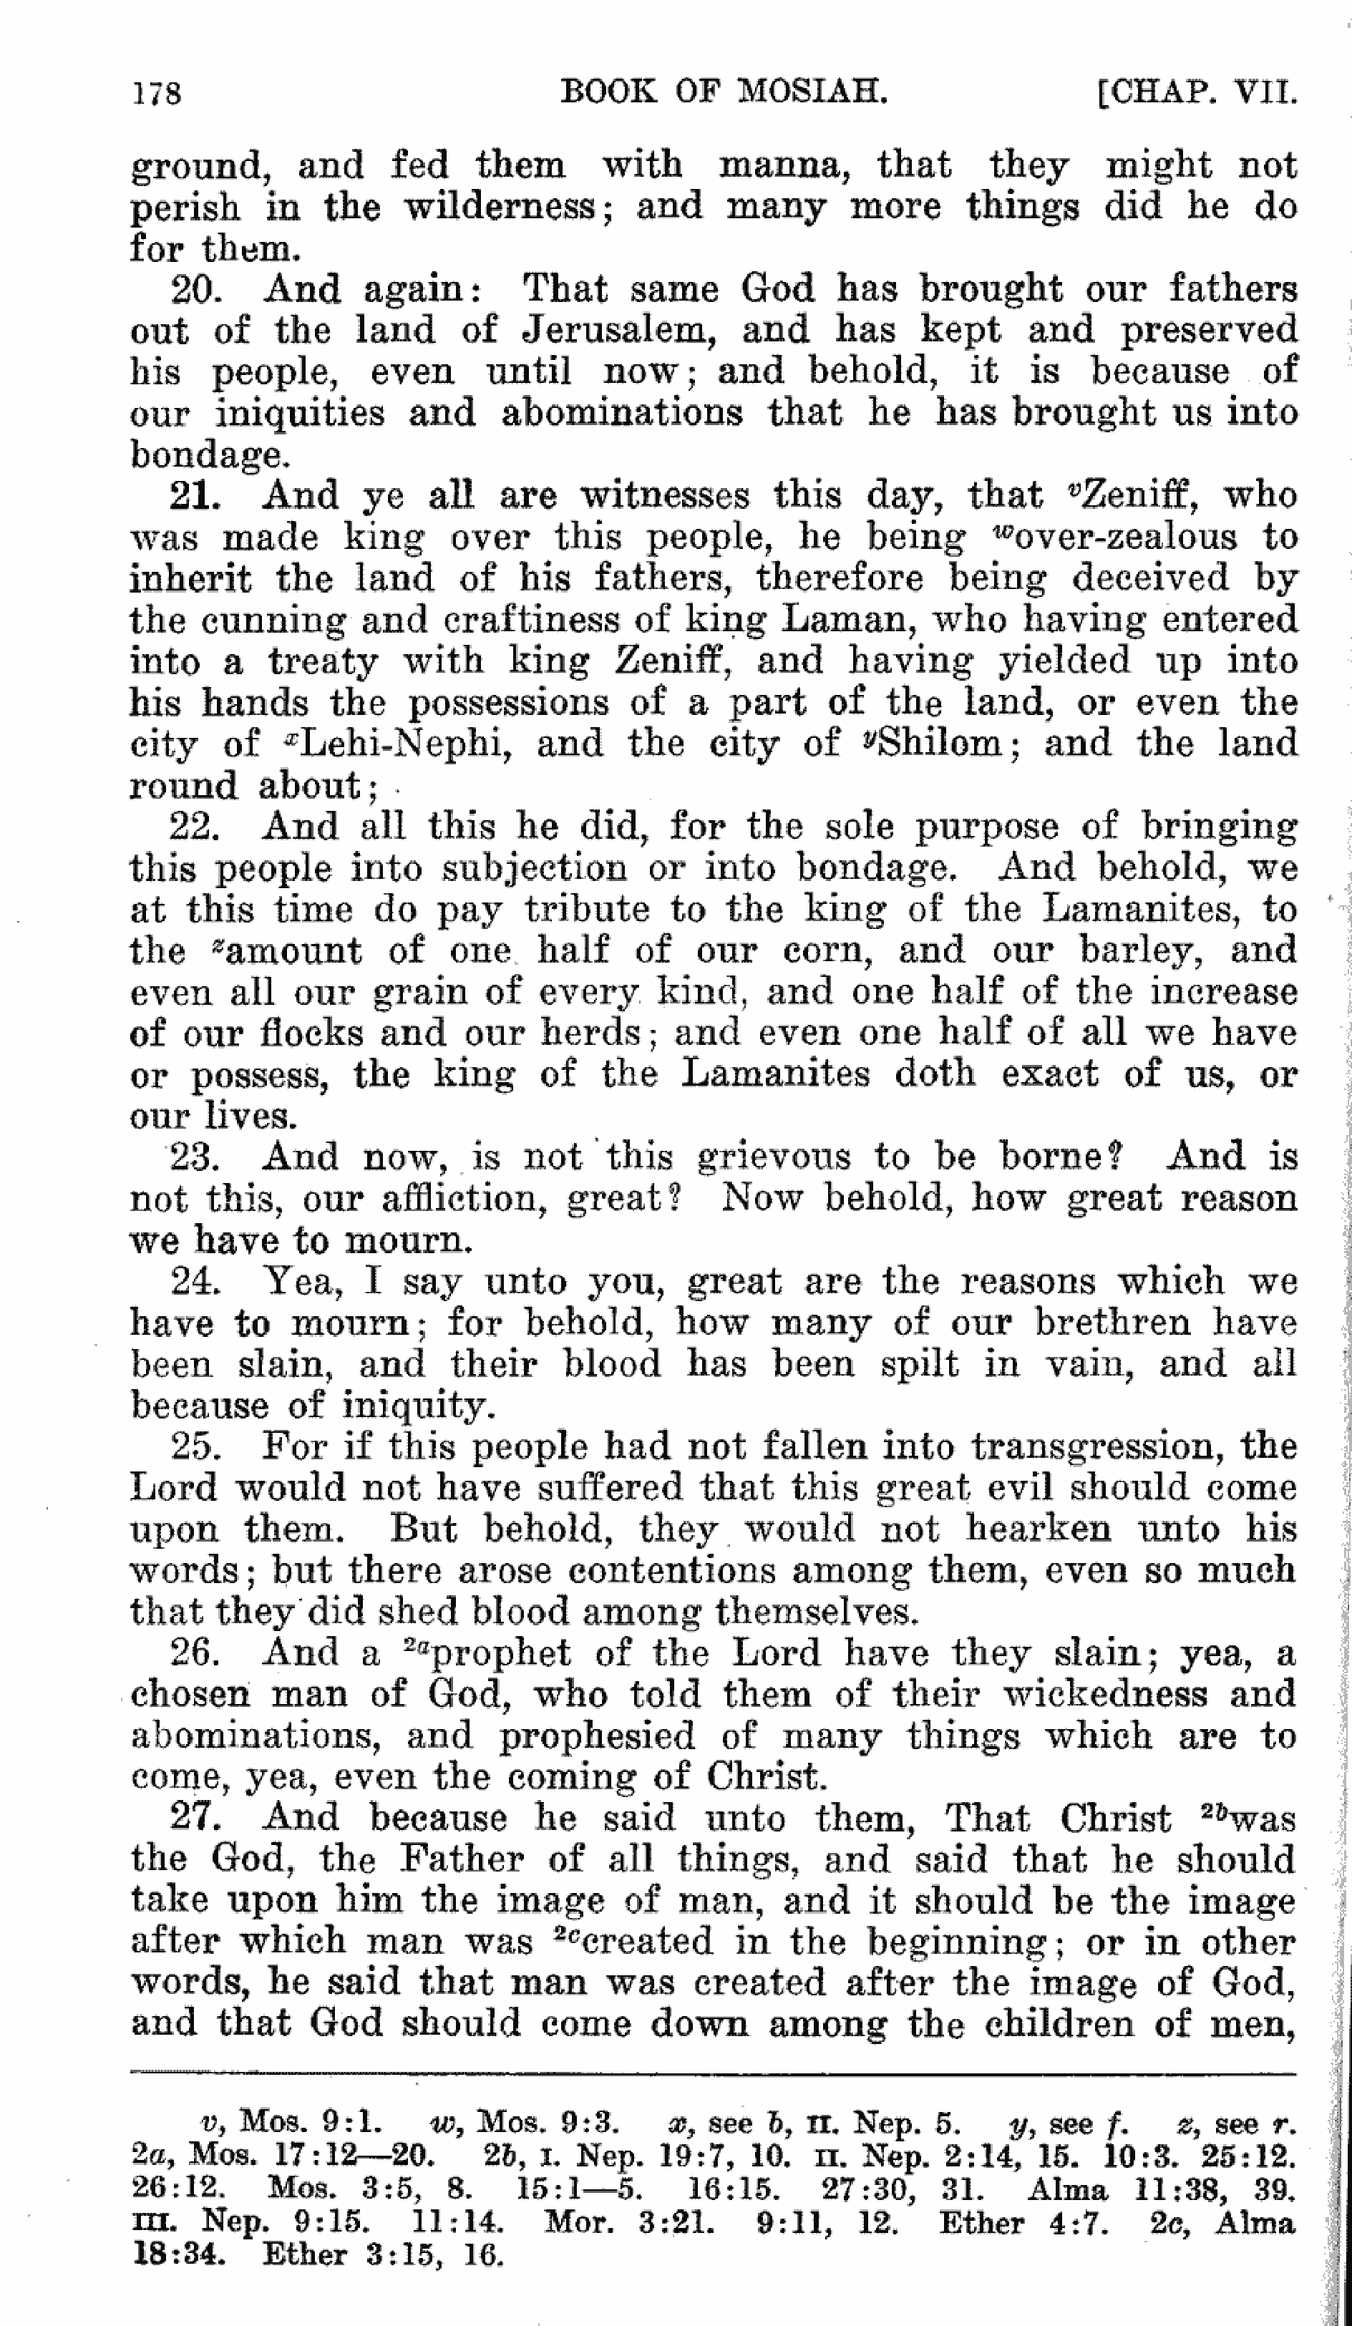 178 BOOK OF MOSIAH. [CHAP. VII.
ground, and fed them with manna, that they might not
perish in the wilderness; and many more things did he do
for them.
20. And again: That same God has brought our fathers
out of the land of Jerusalem, and has kept and preserved
his people, even until now; and behold, it is because of
our iniquities and abominations that he has brought us into
bondage.
21. And ye all are witnesses this day, that vZeniff, who
was made king over this people, he being wover-zealous to
inherit the land of his fathers, therefore being deceived by
the cunning and craftiness of king Laman, who having entered
into a treaty with king Zeniff, and having yielded up into
his hands the possessions of a part of the land, or even the
city of xLehi-Nephi, and the city of yShilom; and the land
round about;
22. And all this he did, for the sole purpose of bringing
this people into subjection or into bondage. And behold, we
at this time do pay tribute to the king of the Lamanites, to
the zamount of one half of our corn, and our barley, and
even all our grain of every kind, and one half of the increase
of our flocks and our herds; and even one half of all we have
or possess, the king of the Lamanites doth exact of us, or
our lives.
23. And now, is not this grievous to be borne? And is
not this, our affliction, great? Now behold, how great reason
we have to mourn.
24. Yea, I say unto you, great are the reasons which we
have to mourn; for behold, how many of our brethren have
been slain, and their blood has been spilt in vain, and all
because of iniquity.
25. For if this people had not fallen into transgression, the
Lord would not have suffered that this great evil should come
upon them. But behold, they would not hearken unto his
words; but there arose contentions among them, even so much
that they did shed blood among themselves.
26. And a 2aprophet of the Lord have they slain; yea, a
chosen man of God, who told them of their wickedness and
abominations, and prophesied of many things which are to
come, yea, even the coming of Christ.
27. And because he said unto them, That Christ 2bwas
the God, the Father of all things, and said that he should
take upon him the image of man, and it should be the image
after which man was 2ccreated in the beginning; or in other
words, he said that man was created after the image of God,
and that God should come down among the children of men,
v, Mos. 9:1. w, Mos. 9:3. x, see b, II. Nep. 5. y, see f. z, see r.
2a, Mos. 17:12—20. 2b, I. Nep. 19:7, 10. II. Nep. 2:14, 15. 10:3. 25:12.
26:12. Mos. 3:5, 8. 15:1—5. 16:15. 27:30, 31. Alma 11:38, 39.
III. Nep. 9:15. 11:14. Mor. 3:21. 9:11, 12. Ether 4:7. 2c, Alma
18:34. Ether 3:15, 16.